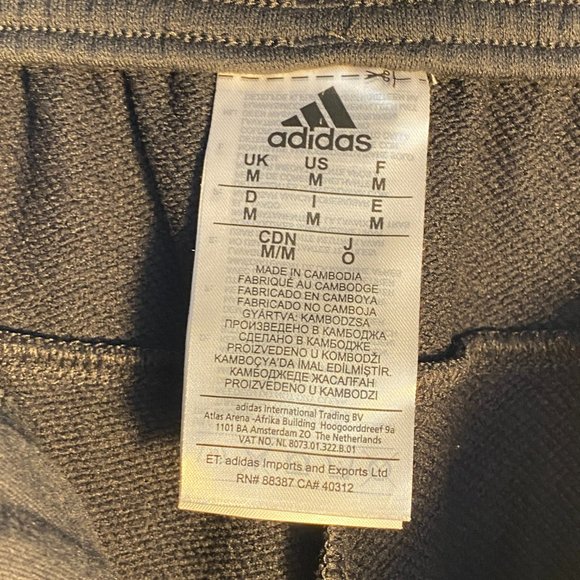 adidas
UK US F
M M M
D I E
M M M
CDN J
M/M O
MADE IN CAMBODIA
FABRIQUÉ AU CAMBODGE
FABRICADO EN CAMBOYA
FABRICADO NO CAMBOJA
GYÁRTVA: KAMBODZSA
ПРОИЗВЕДЕНО В КАМБОДЖА
СДЕЛАНО В КАМБОДЖЕ
PROIZVEDENO U KOMBODŽI
KAMBOÇYA'DA İMAL EDİLMİŞTİR.
КАМБОДЖЕДЕ ЖАСАЛҒАН
PROIZVEDENO U KAMBODZI
adidas International Trading BV
Atlas Arena -Afrika Building Hoogoorddreef 9a
1101 BA Amsterdam ZO The Netherlands
VAT NO. NL 8073.01.322.B.01
ET: adidas Imports and Exports Ltd
RN# 88387 CA# 40312